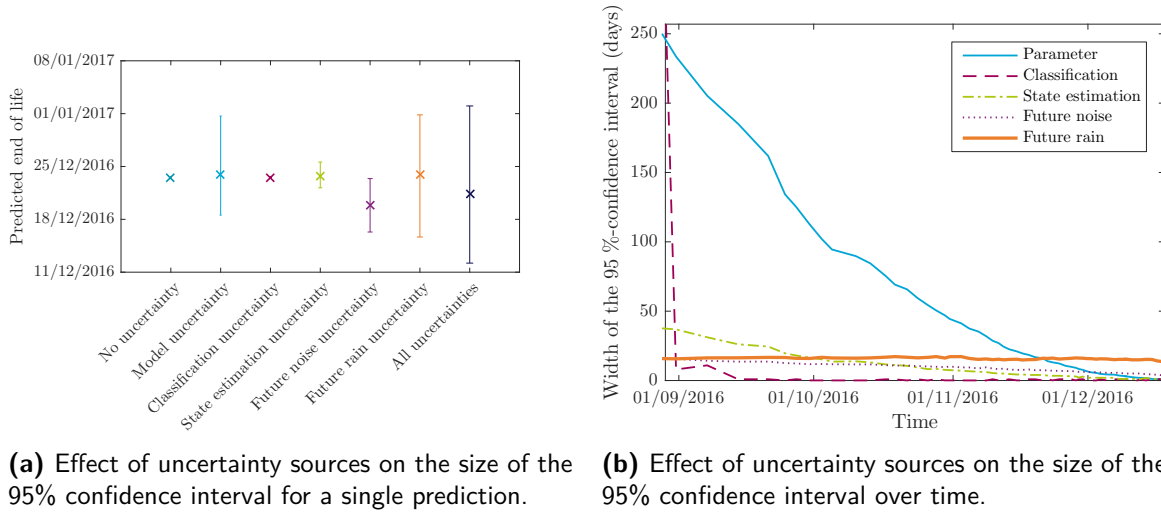 Predicted end of life
08/01/2017
01/01/2017
25/12/2016
18/12/2016
11/12/2016
No uncertainty
Model uncertainty
Classification uncertainty
State estimation uncertainty
Future noise uncertainty
Future rain uncertainty
All uncertainties
(a) Effect of uncertainty sources on the size of the
95% confidence interval for a single prediction.
Width of the 95 %-confidence interval (days)
250
200
150
100
50
0
Parameter
Classification
State estimation
Future noise
Future rain
01/09/2016 01/10/2016 01/11/2016 01/12/2016
Time
(b) Effect of uncertainty sources on the size of the
95% confidence interval over time.